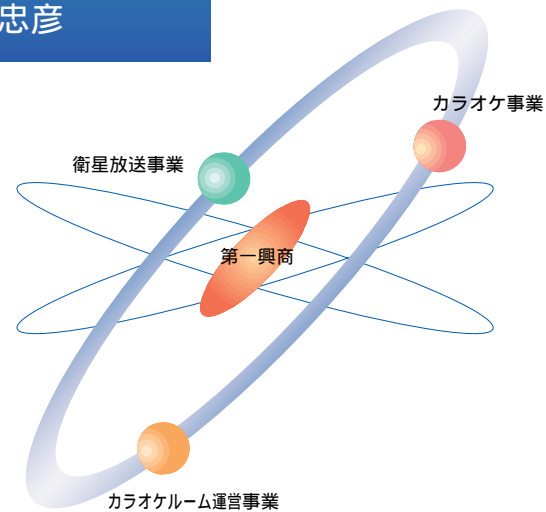 忠彦
カラオケ事業
衛星放送事業
第一興商
カラオケルーム運営事業